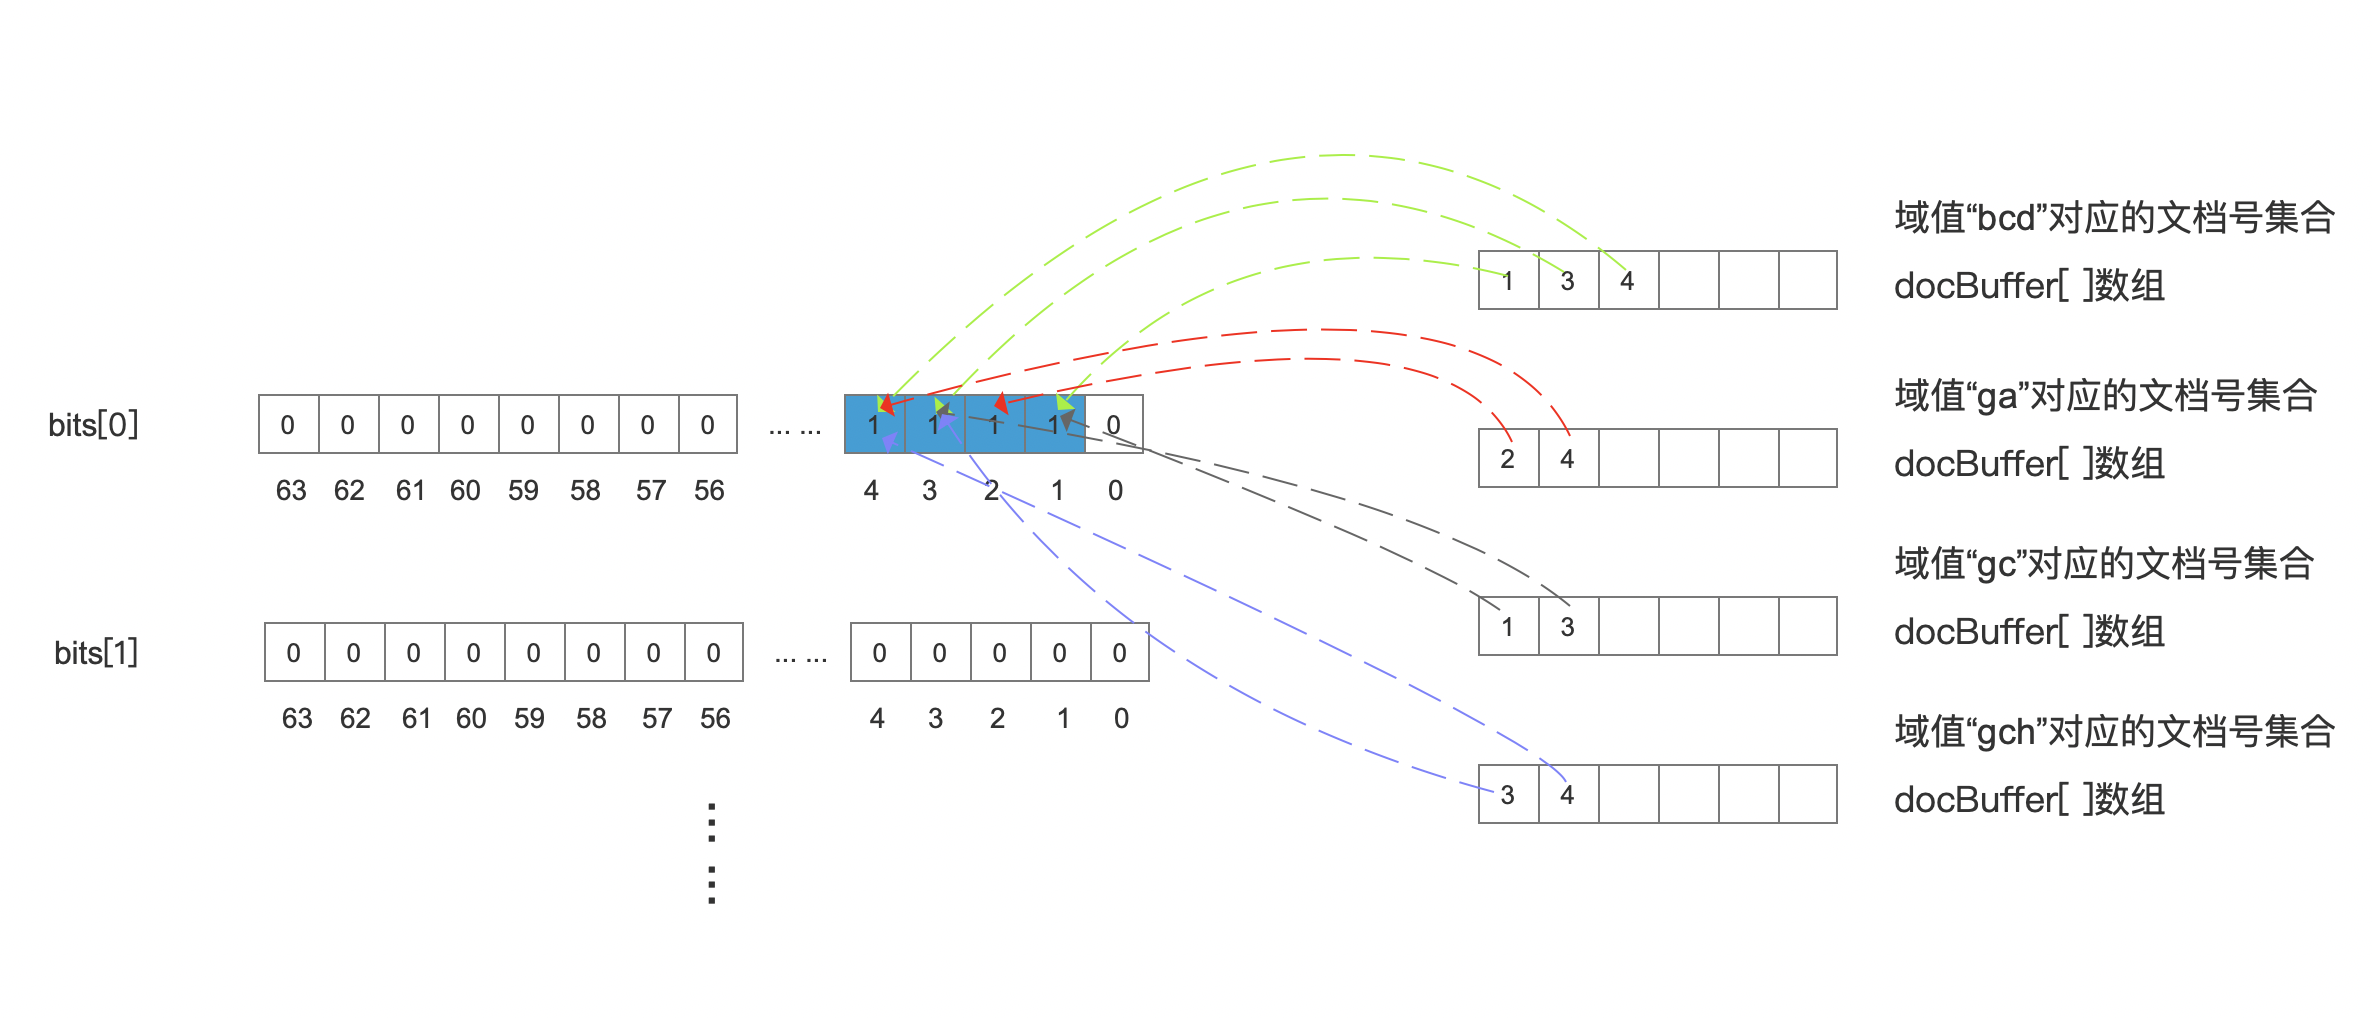 域值“bcd”对应的文档号集合
1 3 4
docBuffer[ ]数组
域值“ga”对应的文档号集合
bits[0]
0 0 0 0 0 0 0 0 ... ... 1 1 1 1 0
2 4
docBuffer[ ]数组
63 62 61 60 59 58 57 56 4 3 2 1 0
域值“gc”对应的文档号集合
1 3
docBuffer[ ]数组
bits[1]
0 0 0 0 0 0 0 0 ... ... 0 0 0 0 0
63 62 61 60 59 58 57 56 4 3 2 1 0
域值“gch”对应的文档号集合
3 4
docBuffer[ ]数组